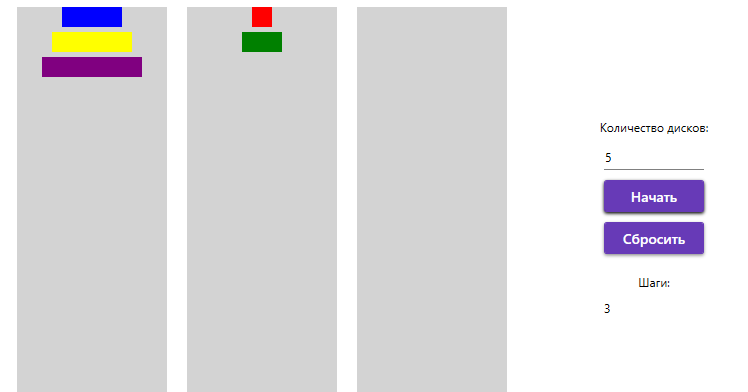 Количество дисков:
5
Начать
Сбросить
Шаги:
3